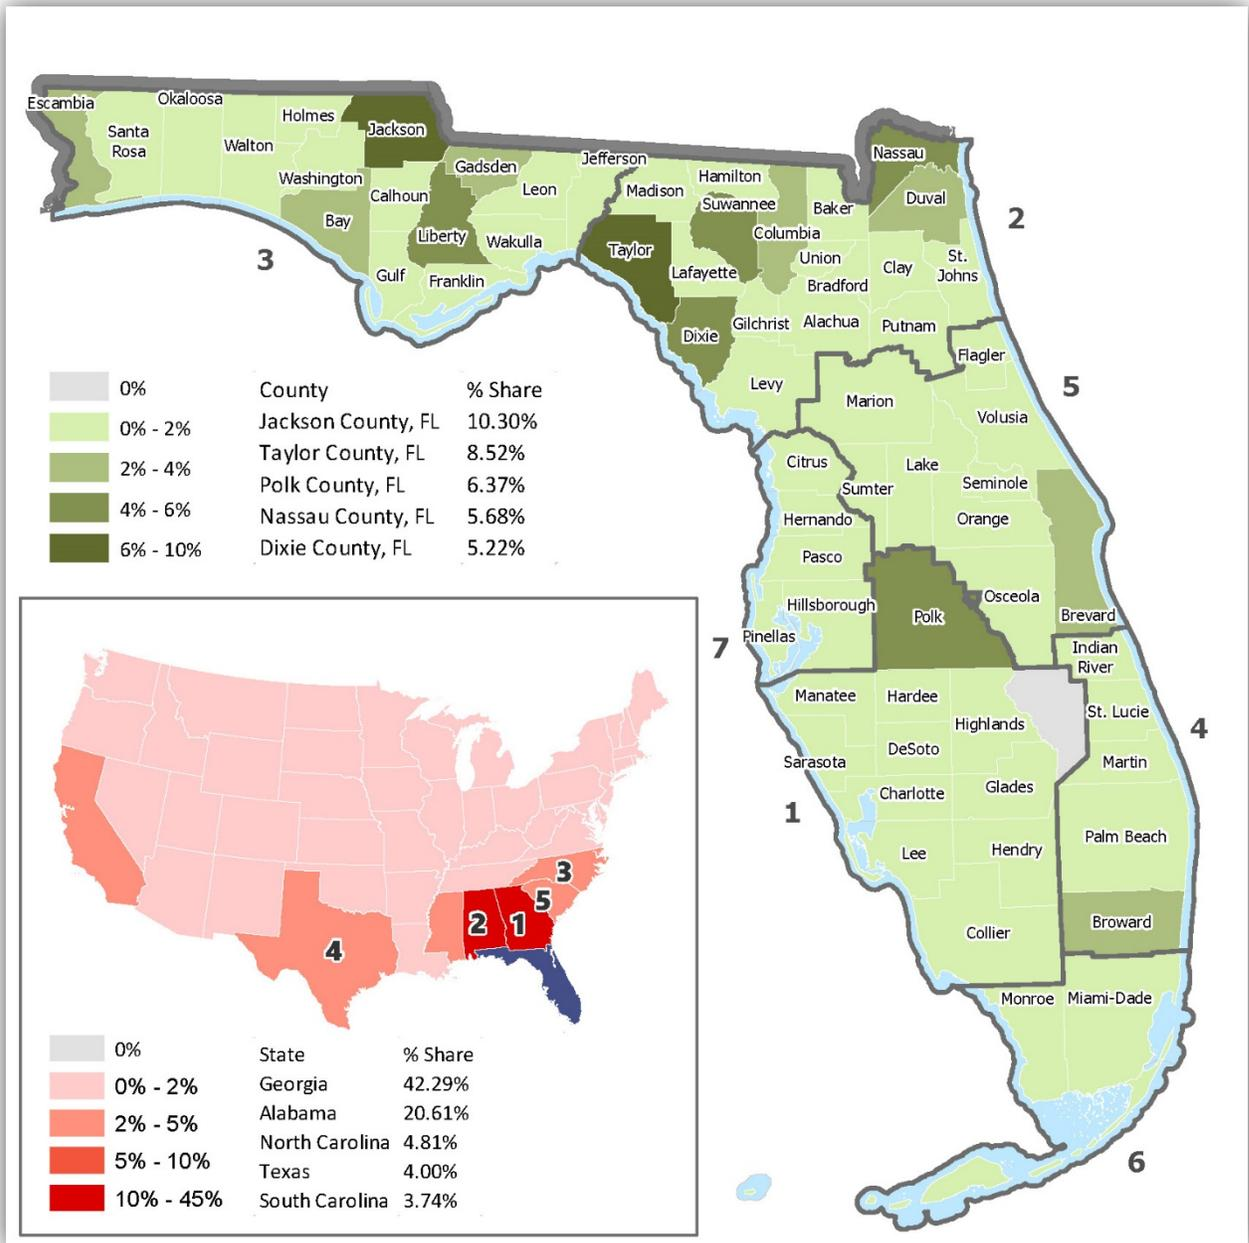 Escambia
Okaloosa
Santa
Rosa
Walton
Holmes
Jackson
Washington
Bay
Calhoun
Gadsden
Liberty
Leon
Jefferson
Wakulla
Gulf
Franklin
Madison
Hamilton
Suwannee
Taylor
Lafayette
Columbia
Baker
Nassau
Duval
Union
Bradford
Clay
St.
Johns
Dixie
Gilchrist
Alachua
Putnam
Flagler
Levy
Marion
Volusia
Citrus
Lake
Sumter
Seminole
Hernando
Orange
Pasco
Hillsborough
Pinellas
Polk
Osceola
Brevard
Indian
River
Manatee
Hardee
Highlands
St. Lucie
DeSoto
Sarasota
Martin
Charlotte
Glades
Palm Beach
Lee
Hendry
Broward
Collier
Monroe
Miami-Dade
2
3
5
7
4
1
6
0%
0% - 2%
2% - 4%
4% - 6%
6% - 10%
County % Share
Jackson County, FL 10.30%
Taylor County, FL 8.52%
Polk County, FL 6.37%
Nassau County, FL 5.68%
Dixie County, FL 5.22%
3
5
2
1
4
0%
0% - 2%
2% - 5%
5% - 10%
10% - 45%
State % Share
Georgia 42.29%
Alabama 20.61%
North Carolina 4.81%
Texas 4.00%
South Carolina 3.74%